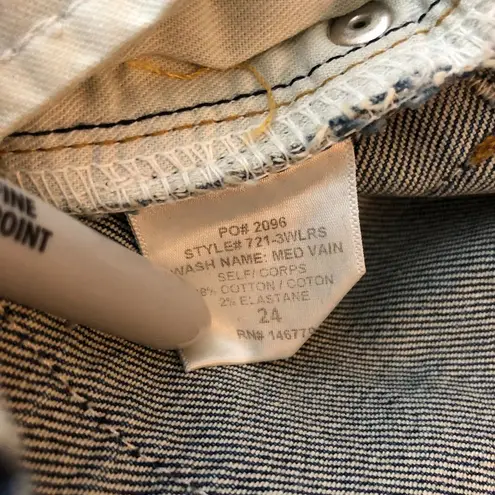 FINE
POINT
PO# 2096
STYLE# 721-3WLRS
WASH NAME: MED VAIN
SELF/ CORPS
8% COTTON / COTON
2% ELASTANE
24
RN# 14677